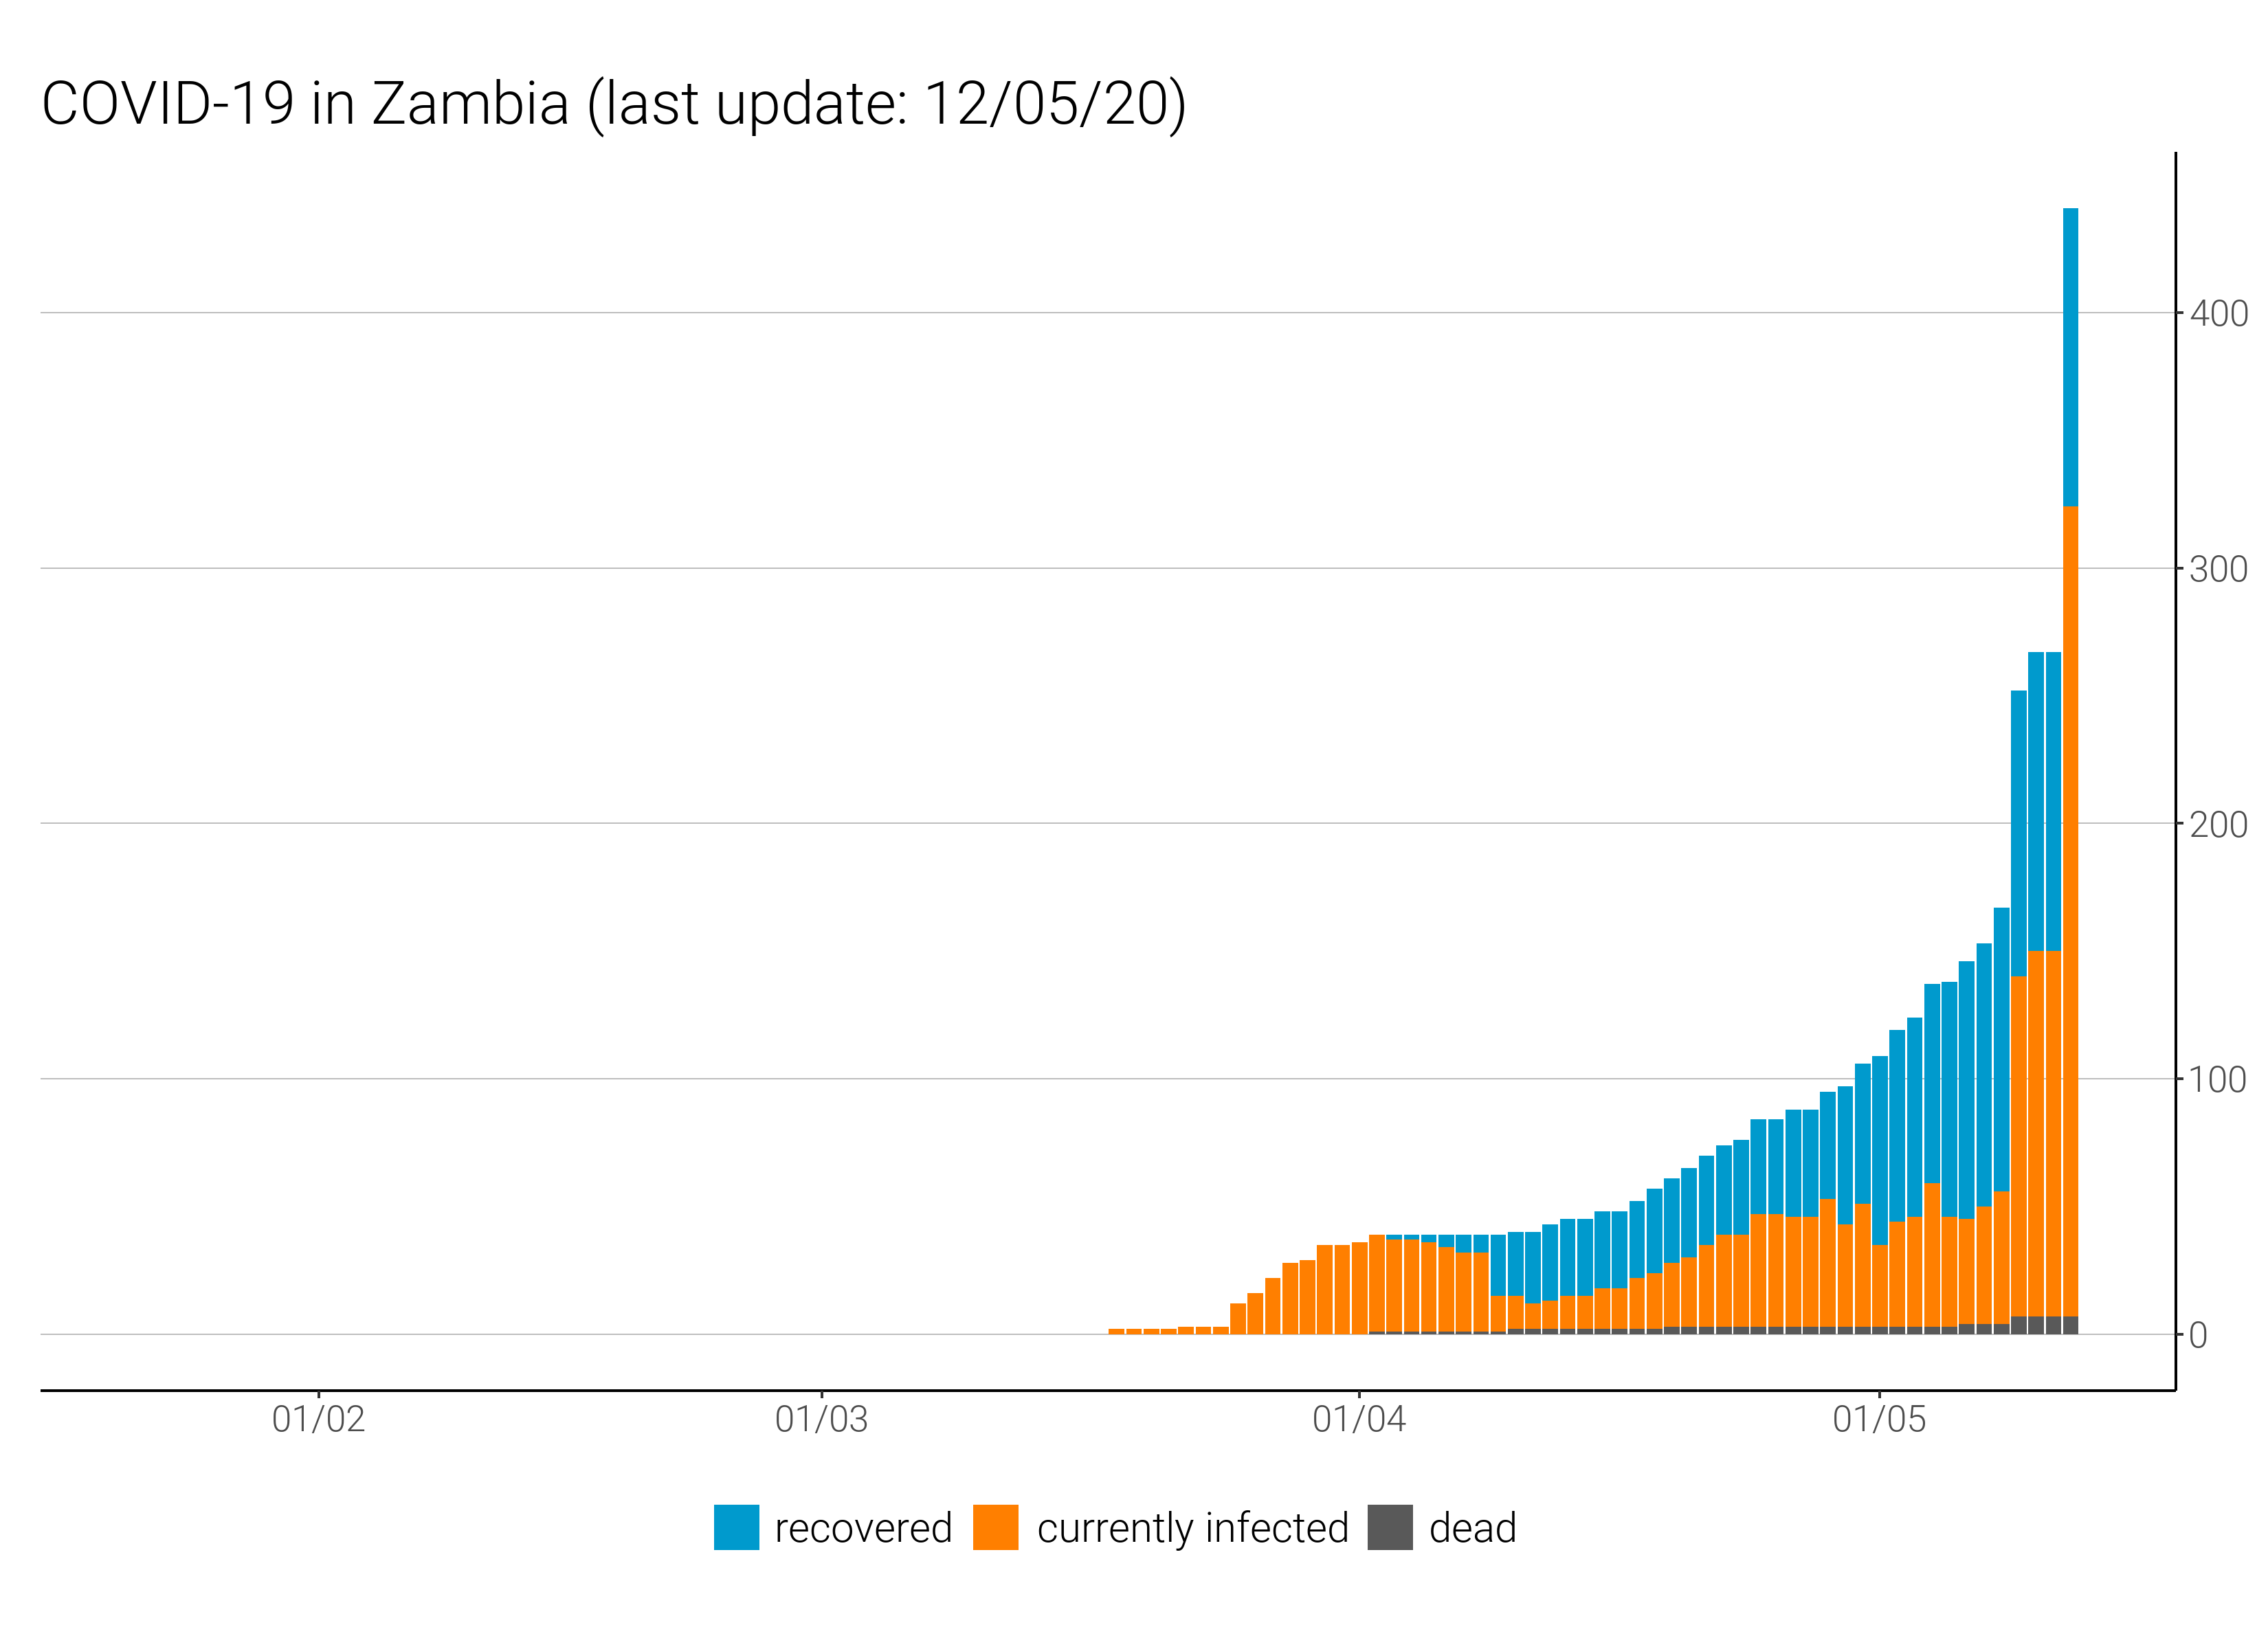 COVID-19 in Zambia (last update: 12/05/20)
400
300
200
100
0
01/02 01/03 01/04 01/05
recovered currently infected dead